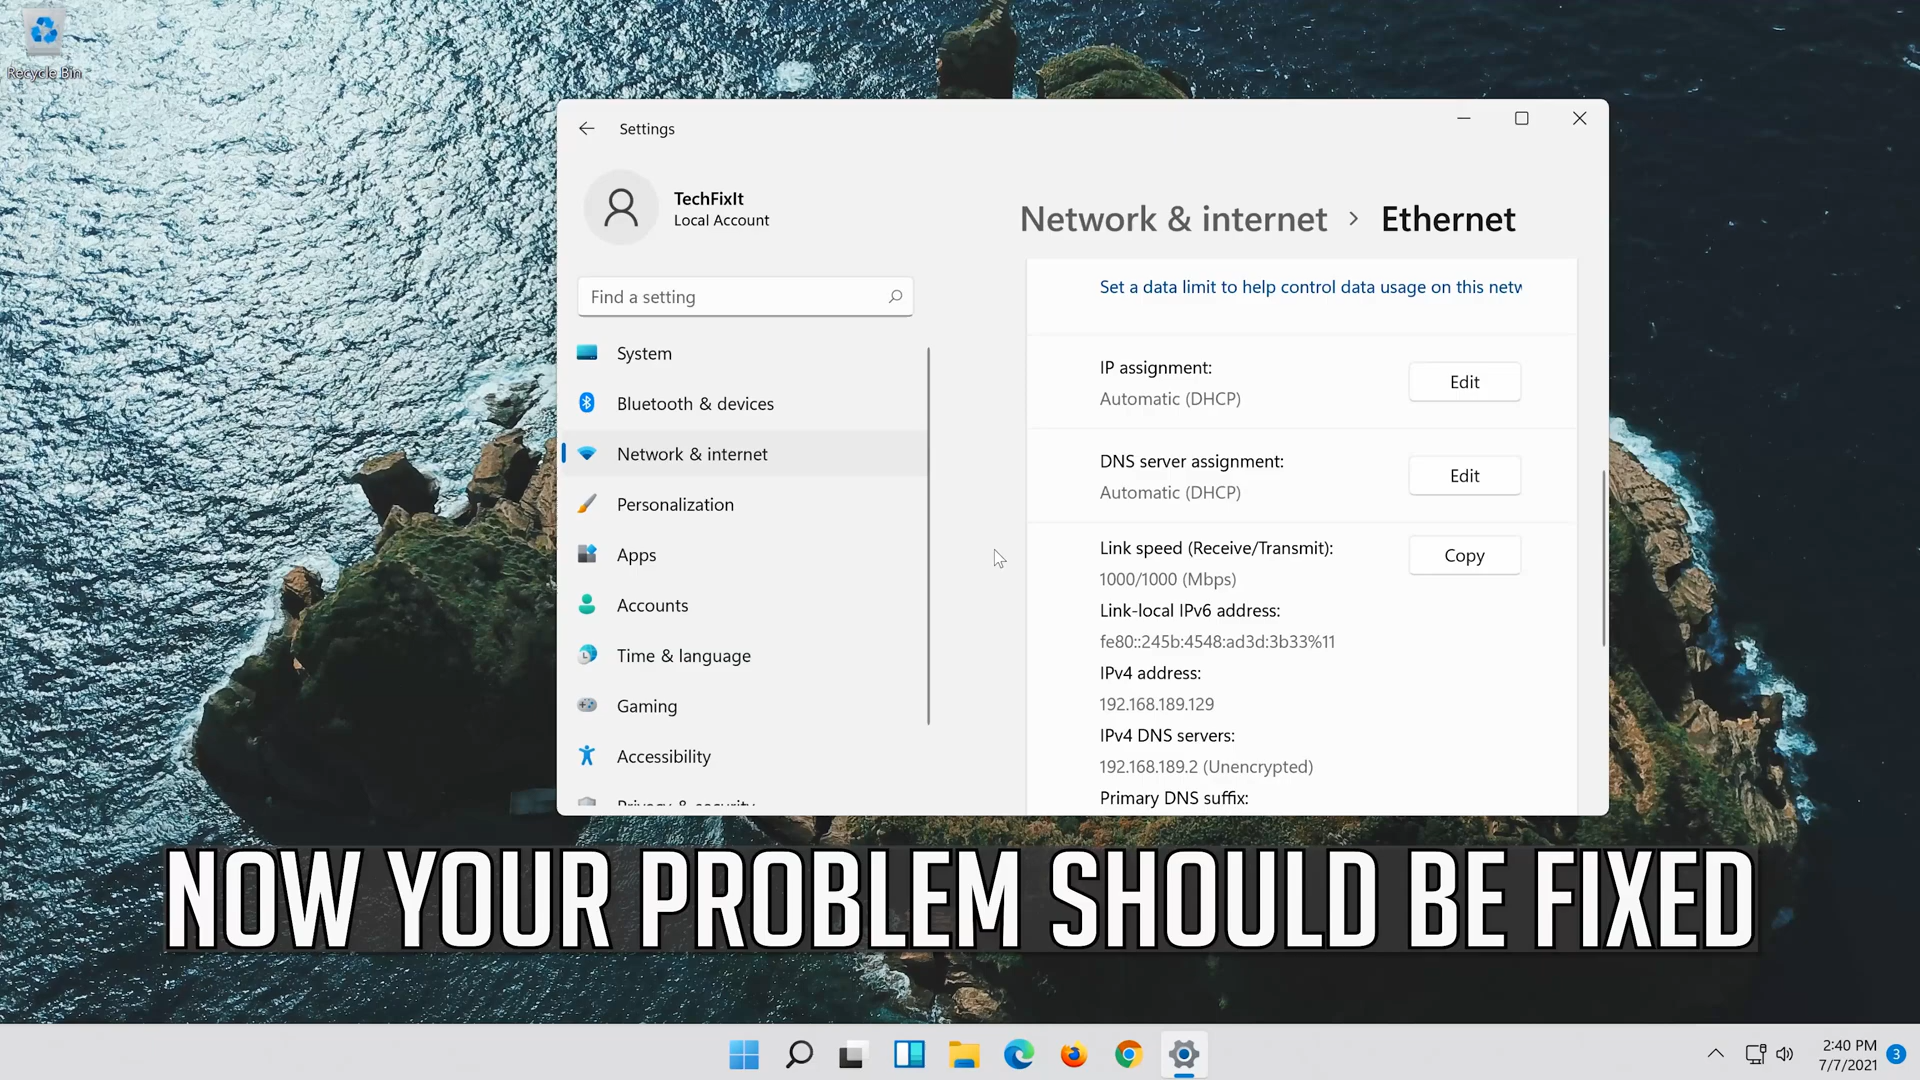 Recycle Bin
Settings
TechFixIt
Local Account
Find a setting
System
Bluetooth & devices
Network & internet
Personalization
Apps
Accounts
Time & language
Gaming
Accessibility
Privacy & security
Network & internet > Ethernet
Set a data limit to help control data usage on this netw
IP assignment:
Automatic (DHCP)
Edit
DNS server assignment:
Automatic (DHCP)
Edit
Link speed (Receive/Transmit):
1000/1000 (Mbps)
Copy
Link-local IPv6 address:
fe80::245b:4548:ad3d:3b33%11
IPv4 address:
192.168.189.129
IPv4 DNS servers:
192.168.189.2 (Unencrypted)
Primary DNS suffix:
NOW YOUR PROBLEM SHOULD BE FIXED
2:40 PM
7/7/2021
3